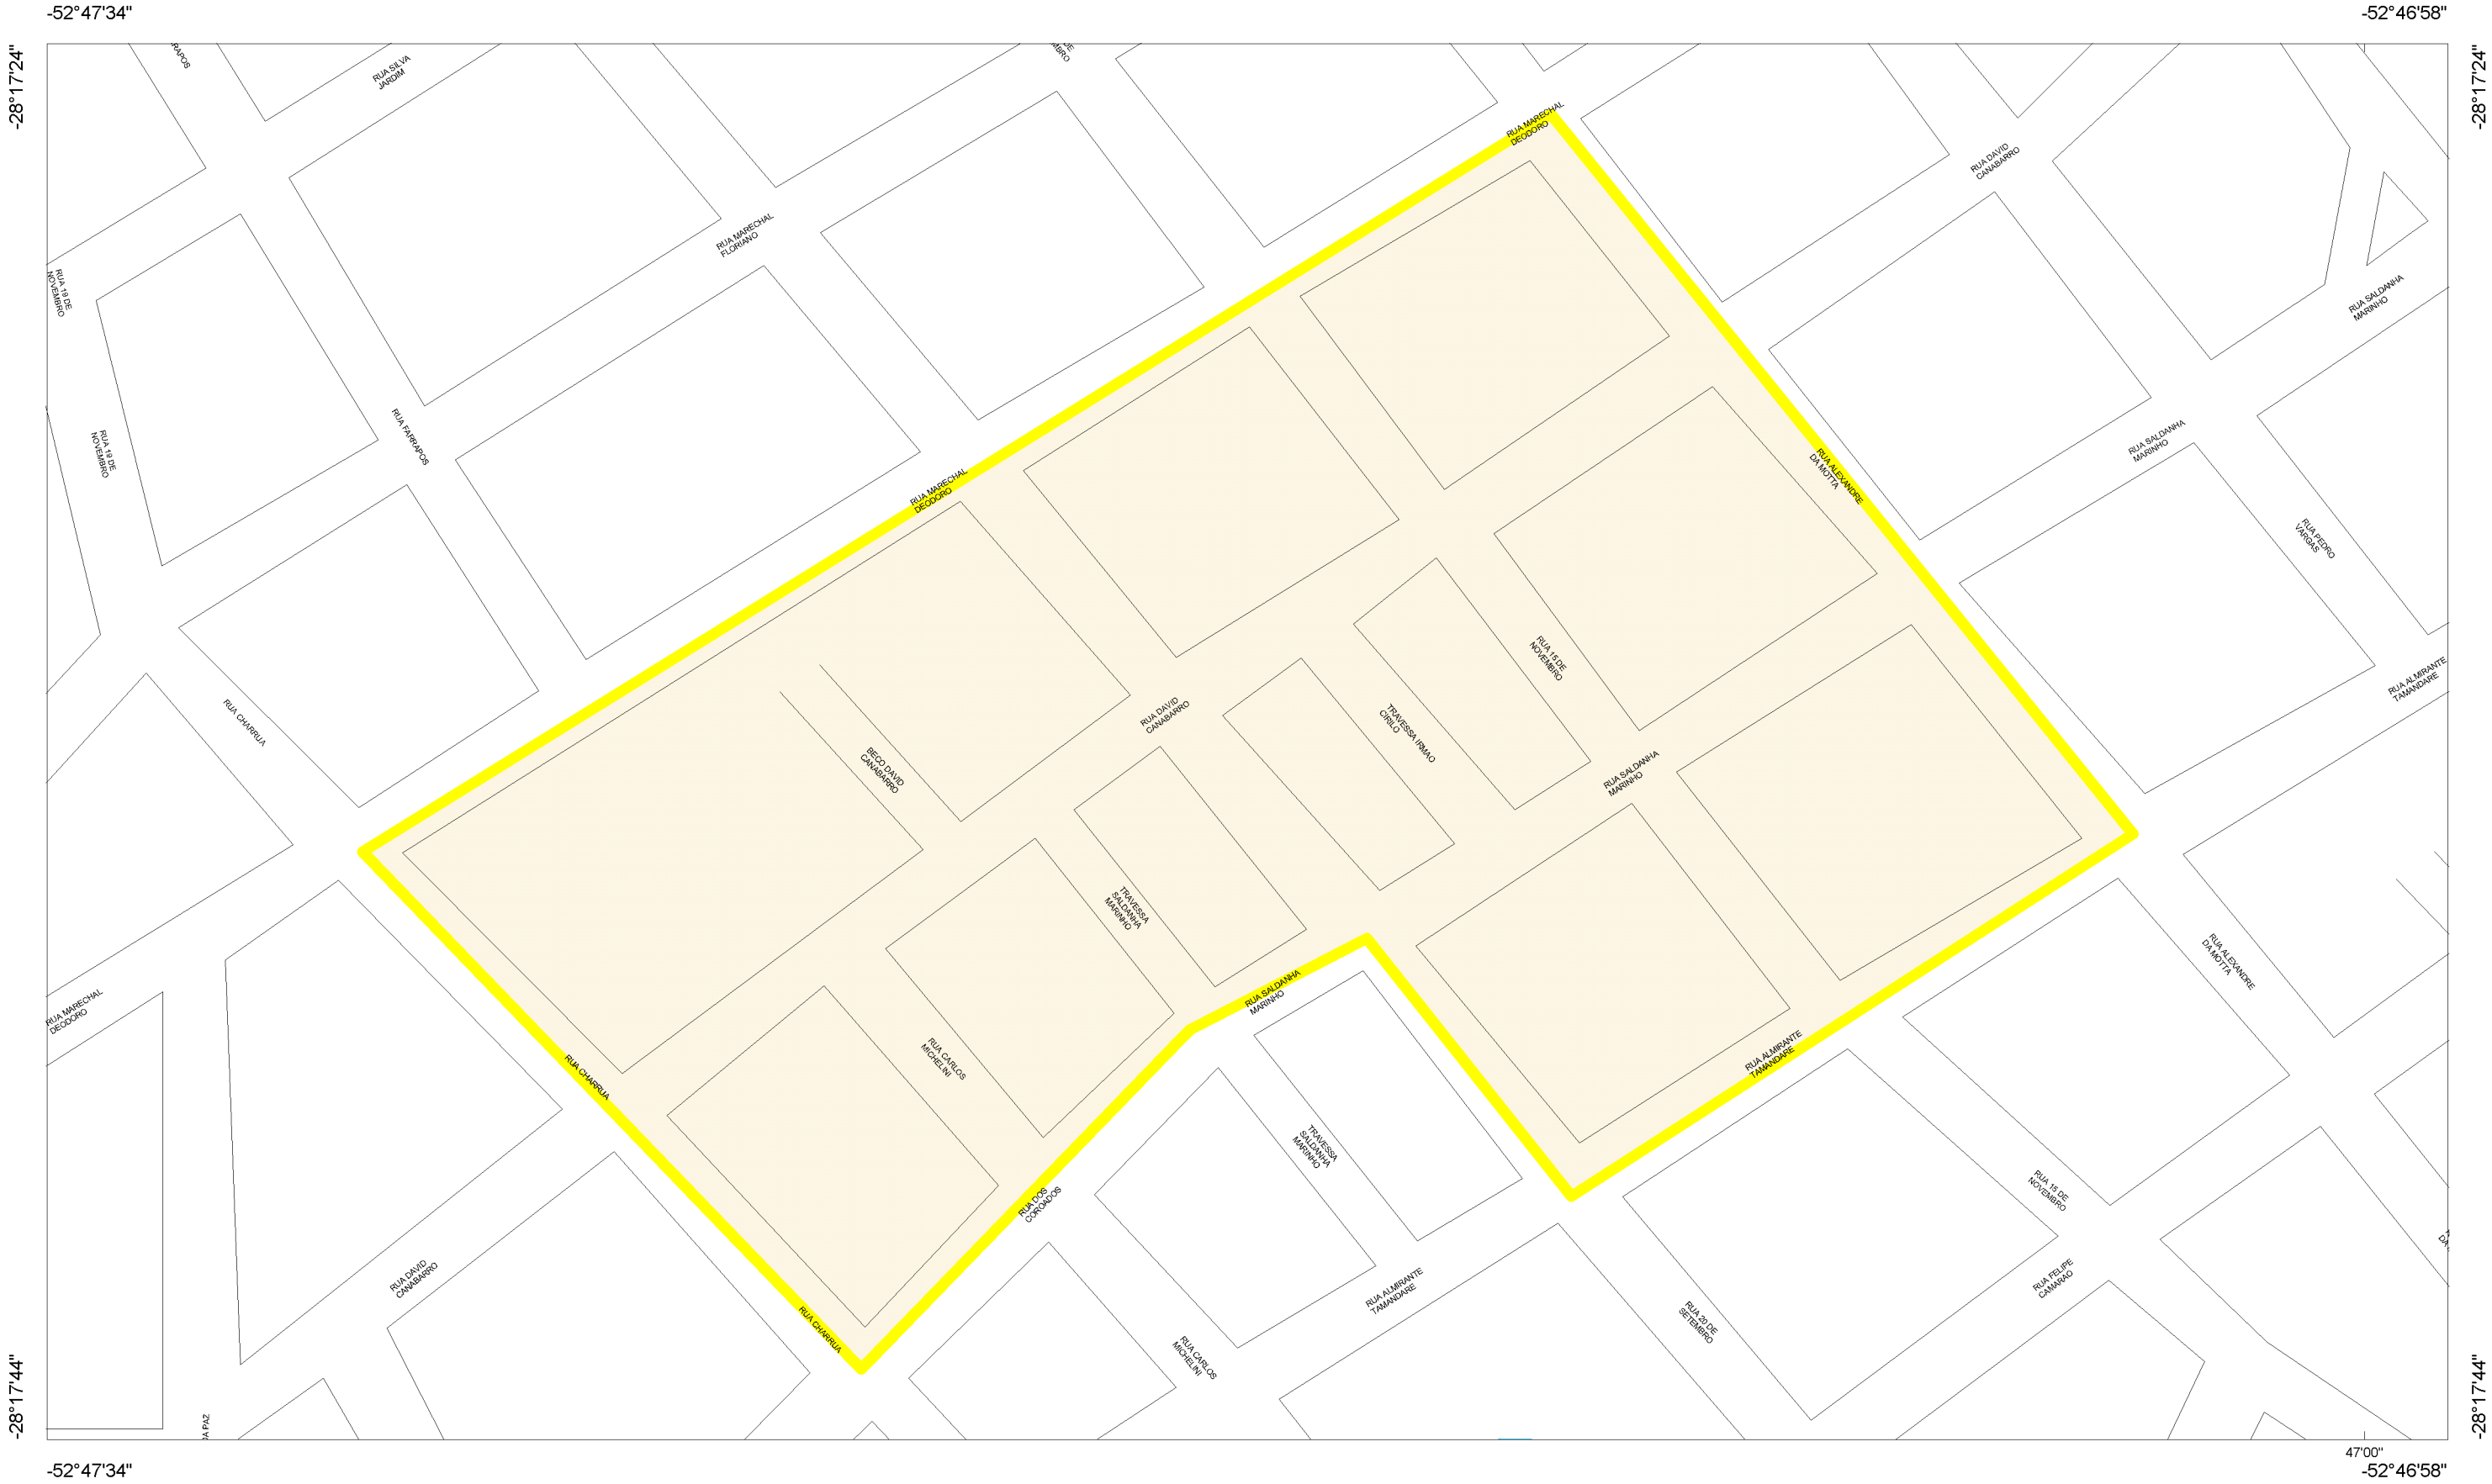 -52°47'34"
-52°46'58"
-28°17'24"
-28°17'24"
RUA SILVA
JARDIM
RUA MARECHAL
DEODORO
RUA DAVID
CANABARRO
RUA MARECHAL
FLORIANO
RUA 19 DE
NOVEMBRO
RUA SALDANHA
MARINHO
RUA 19 DE
NOVEMBRO
RUA FARRAPOS
RUA MARECHAL
DEODORO
RUA ALEXANDRE
DA MOTTA
RUA SALDANHA
MARINHO
RUA PEDRO
VARGAS
RUA 15 DE
NOVEMBRO
RUA ALMIRANTE
TAMANDARE
RUA CHARRUA
BECO DAVID
CANABARRO
RUA DAVID
CANABARRO
TRAVESSA IRMAO
CIRILO
RUA SALDANHA
MARINHO
TRAVESSA
SALDANHA
MARINHO
RUA ALEXANDRE
DA MOTTA
RUA SALDANHA
MARINHO
RUA MARECHAL
DEODORO
RUA CHARRUA
RUA CARLOS
MICHELINI
RUA ALMIRANTE
TAMANDARE
TRAVESSA
SALDANHA
MARINHO
RUA DOS
COROADOS
RUA 15 DE
NOVEMBRO
RUA DAVID
CANABARRO
RUA ALMIRANTE
TAMANDARE
RUA FELIPE
CAMARAO
RUA CHARRUA
RUA CARLOS
MICHELINI
RUA 20 DE
SETEMBRO
-28°17'44"
-28°17'44"
47'00"
-52°47'34"
-52°46'58"